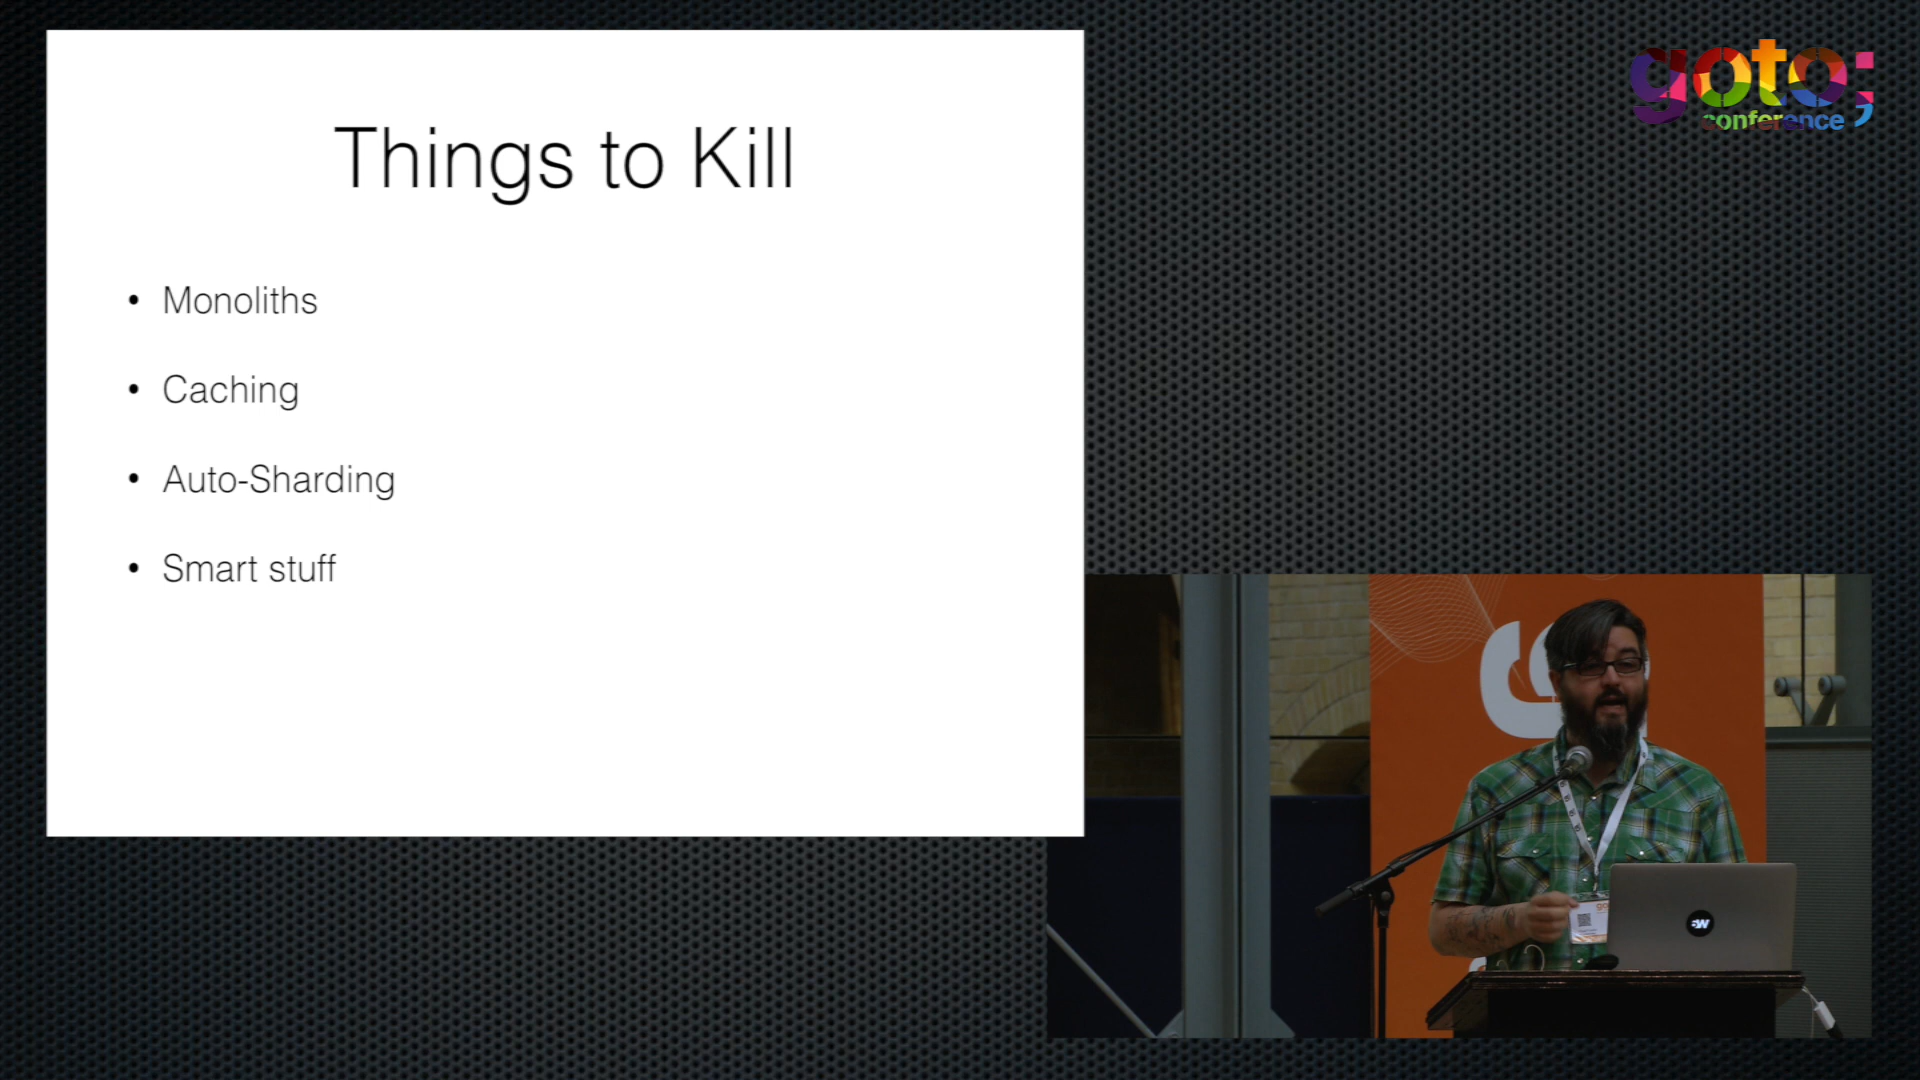 Things to Kill
• Monoliths
• Caching
• Auto-Sharding
• Smart stuff
goto;
conference